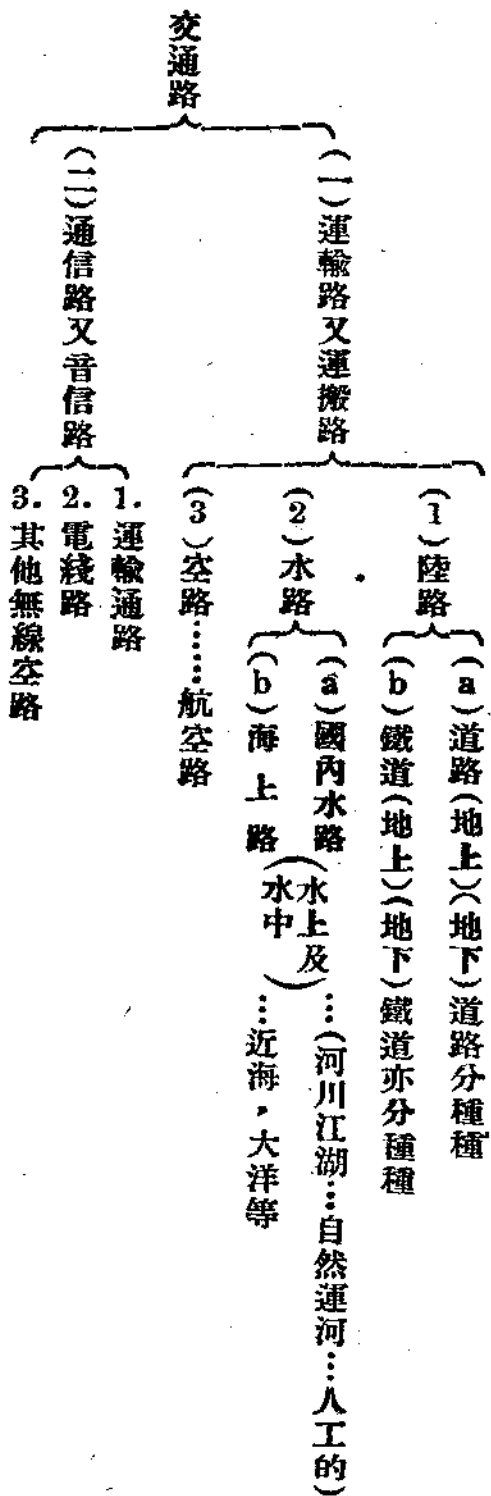 交通路
(一)運輸路又運搬路
(1)陸路
(a)道路(地上)(地下)道路分種種
(b)鐵道(地上)(地下)鐵道亦分種種
(2)水路
(a)國內水路
(b)海上路
(水上及水中)
…(河川江湖…自然運河…人工的)
…近海,大洋等
(3)空路……航空路
(二)通信路又音信路
1. 運輸通路
2. 電綫路
3. 其他無線空路